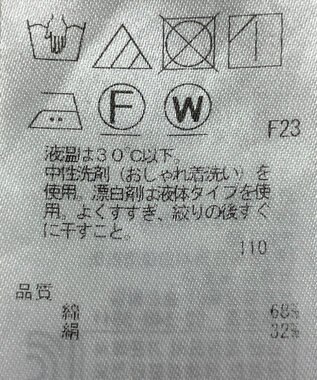 F W
F23
液温は30℃以下。
中性洗剤（おしゃれ着洗い）を
使用。漂白剤は液体タイプを使
用。よくすすぎ、絞りの後すぐ
に干すこと。
110
品質
綿 68%
絹 32%